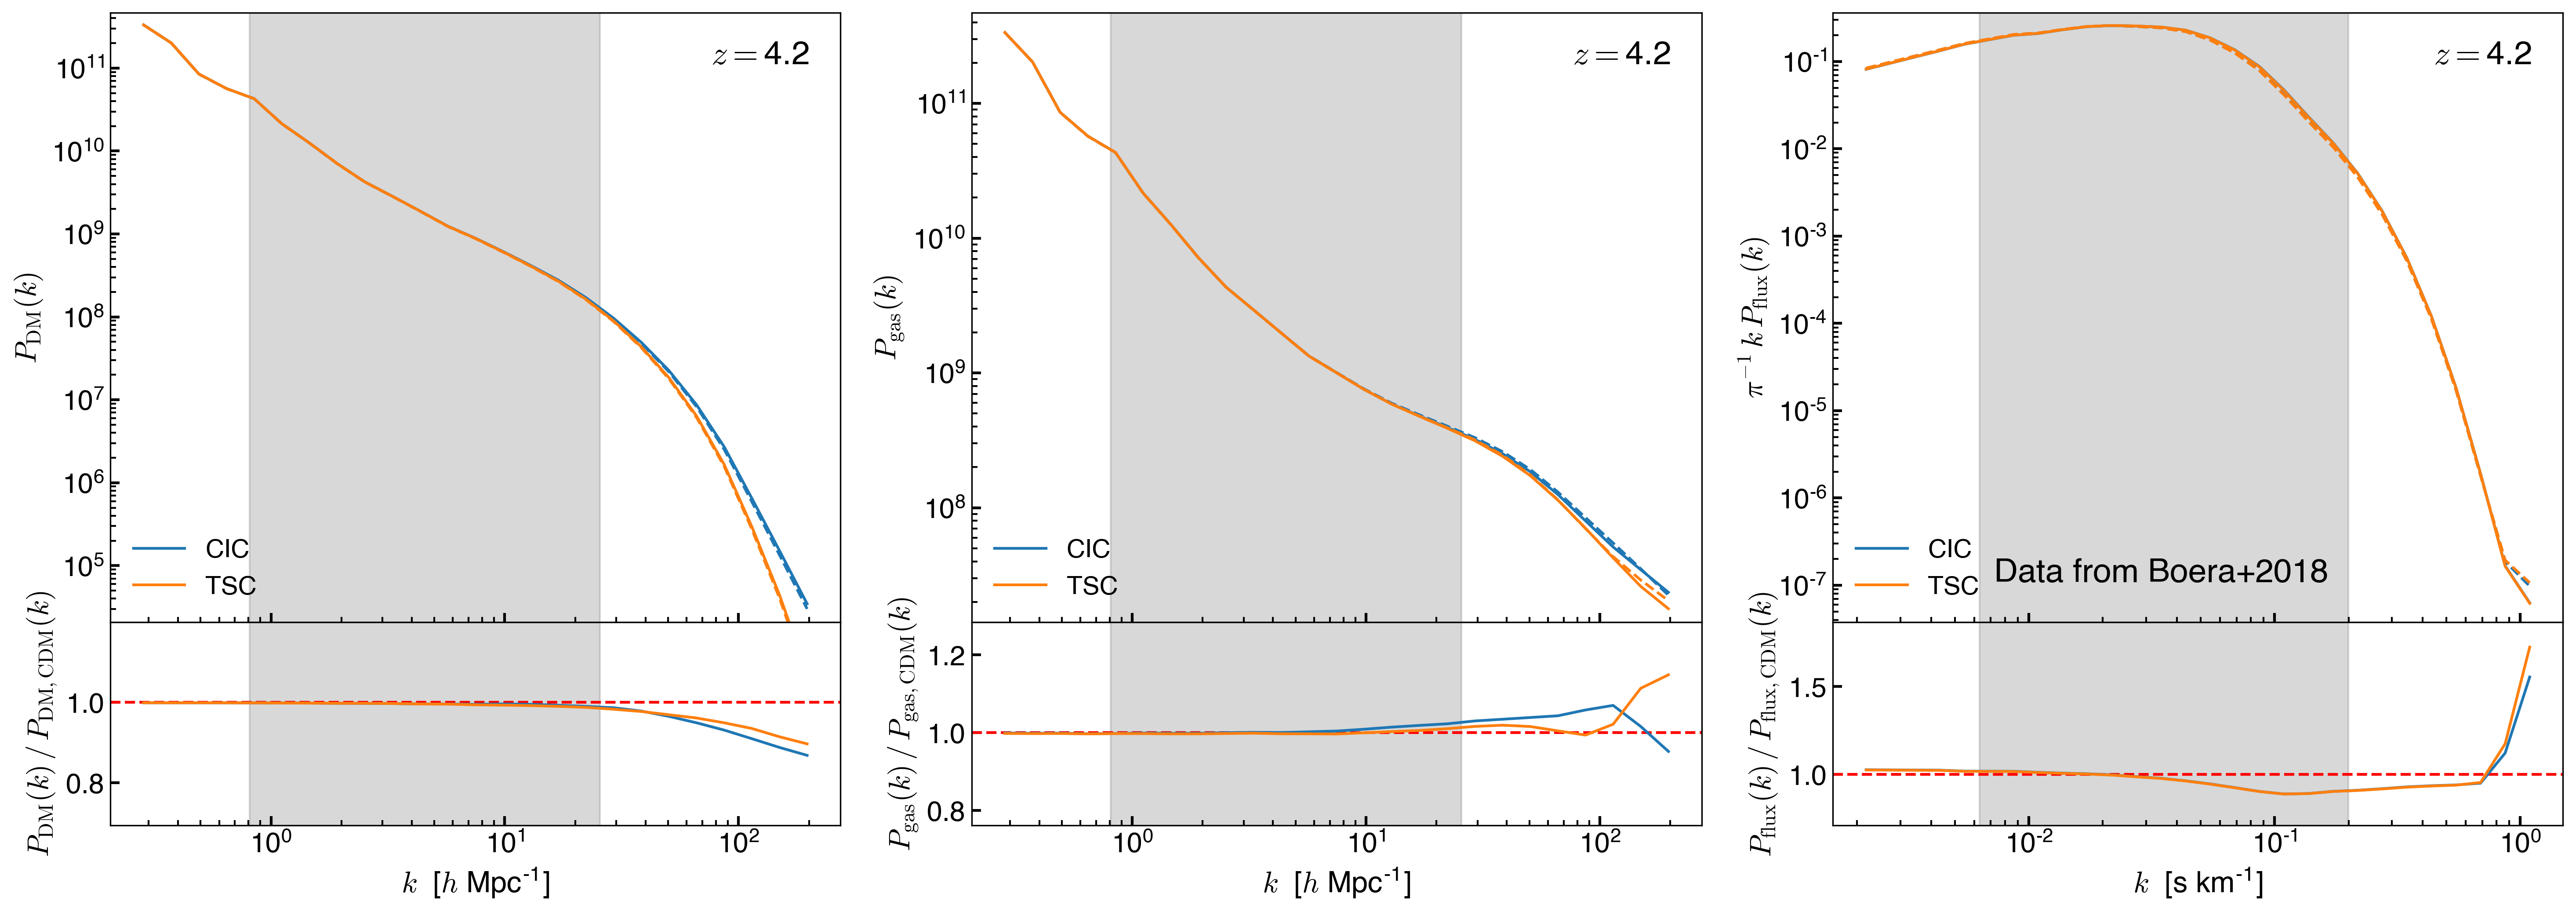 z = 4.2
10^11
10^10
10^9
10^8
10^7
10^6
10^5
P_DM(k)
CIC
TSC
1.0
0.8
P_DM(k) / P_DM,CDM(k)
10^0
10^1
10^2
k [h Mpc^-1]
z = 4.2
10^11
10^10
10^9
10^8
P_gas(k)
CIC
TSC
1.2
1.0
0.8
P_gas(k) / P_gas,CDM(k)
10^0
10^1
10^2
k [h Mpc^-1]
z = 4.2
10^-1
10^-2
10^-3
10^-4
10^-5
10^-6
10^-7
π^-1 k P_flux(k)
CIC
TSC
Data from Boera+2018
1.5
1.0
P_flux(k) / P_flux,CDM(k)
10^-2
10^-1
10^0
k [s km^-1]